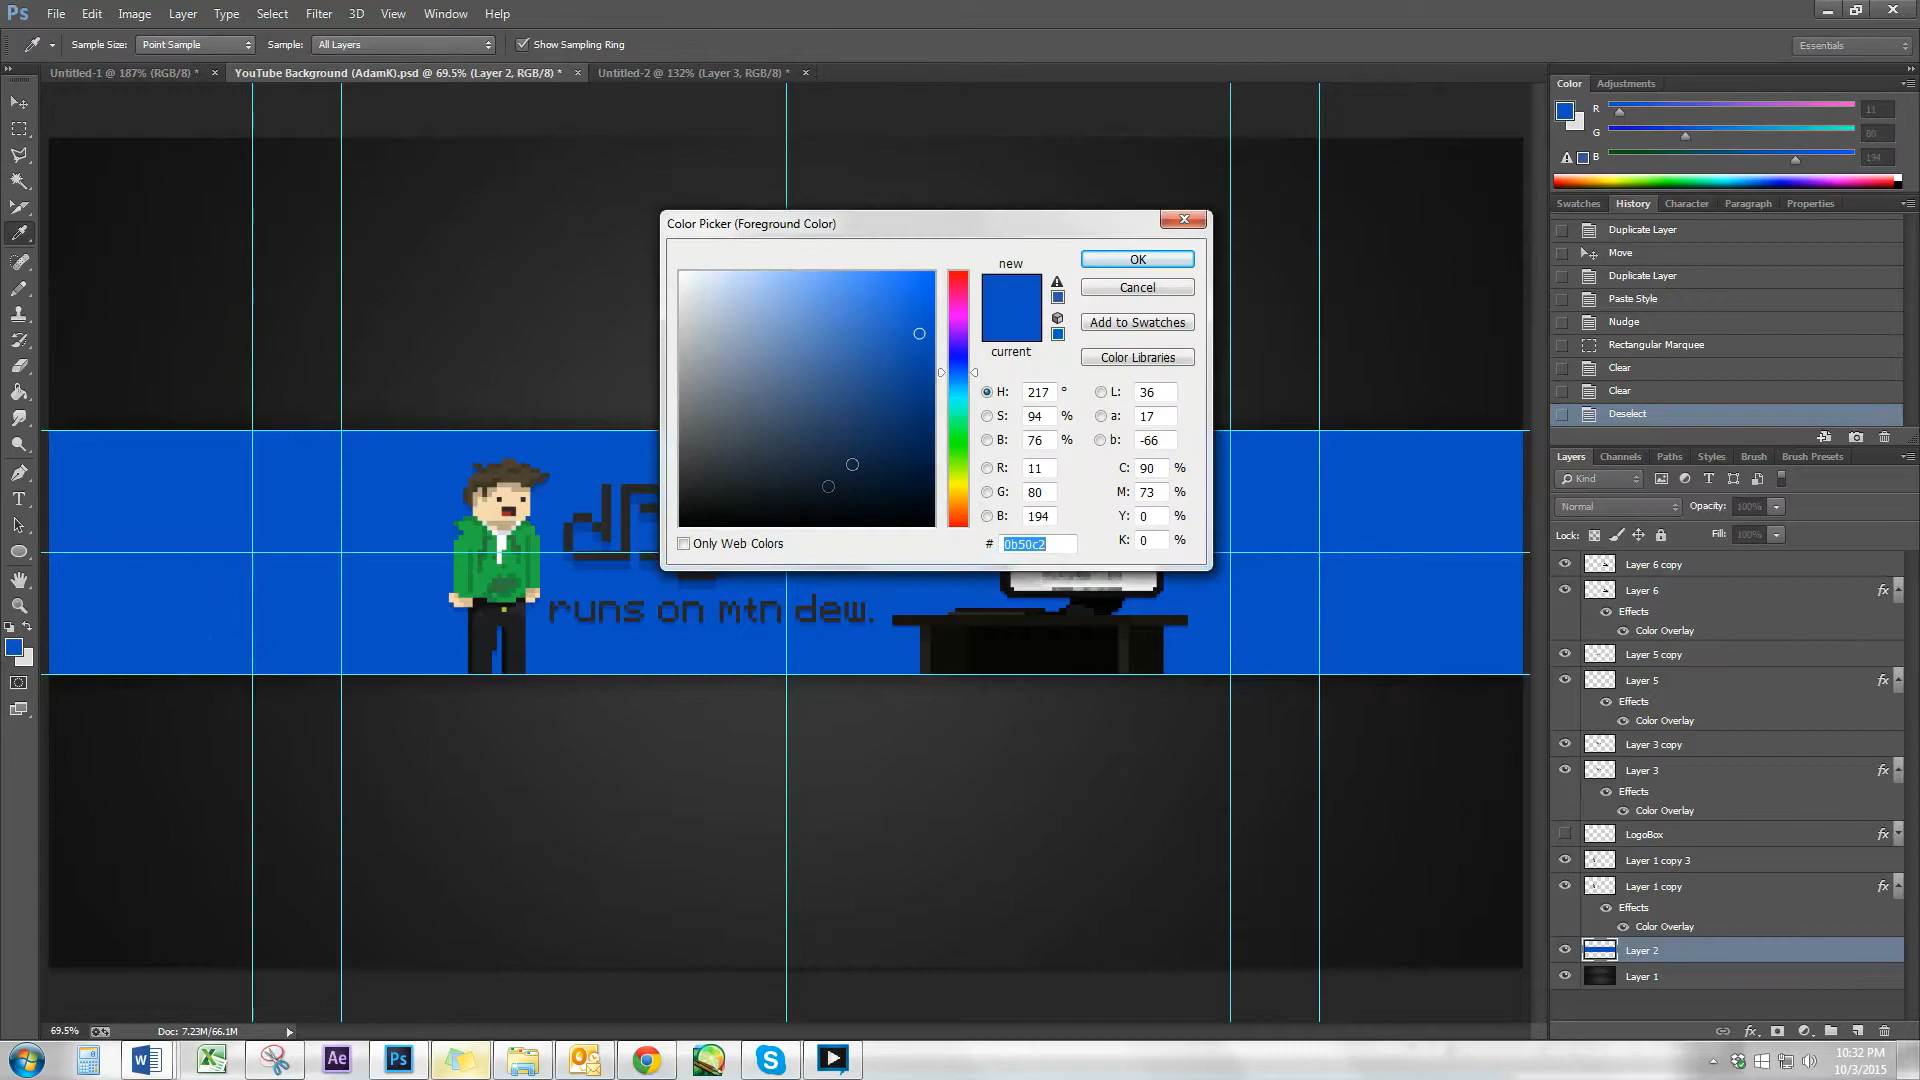 Ps File Edit Image Layer Type Select Filter 3D View Window Help
Sample Size: Point Sample Sample: All Layers Show Sampling Ring Essentials
Untitled-1 @ 187% (RGB/8) * × YouTube Background (AdamK).psd @ 69.5% (Layer 2, RGB/8) * × Untitled-2 @ 132% (Layer 3, RGB/8) * ×
Color Adjustments
R 11
G 80
B 194
Swatches History Character Paragraph Properties
Duplicate Layer
Move
Duplicate Layer
Paste Style
Nudge
Rectangular Marquee
Clear
Clear
Deselect
Layers Channels Paths Styles Brush Brush Presets
Kind
Normal Opacity: 100%
Lock: Fill: 100%
Layer 6 copy
Layer 6 fx
Effects
Color Overlay
Layer 5 copy
Layer 5 fx
Effects
Color Overlay
Layer 3 copy
Layer 3 fx
Effects
Color Overlay
LogoBox fx
Layer 1 copy 3
Layer 1 copy fx
Effects
Color Overlay
Layer 2
Layer 1
Color Picker (Foreground Color)
new
current
OK
Cancel
Add to Swatches
Color Libraries
H: 217 ° L: 36
S: 94 % a: 17
B: 76 % b: -66
R: 11 C: 90 %
G: 80 M: 73 %
B: 194 Y: 0 %
# 0b50c2 K: 0 %
Only Web Colors
runs on mtn dew.
69.5% Doc: 7.23M/66.1M
Ae Ps
10:32 PM
10/3/2015